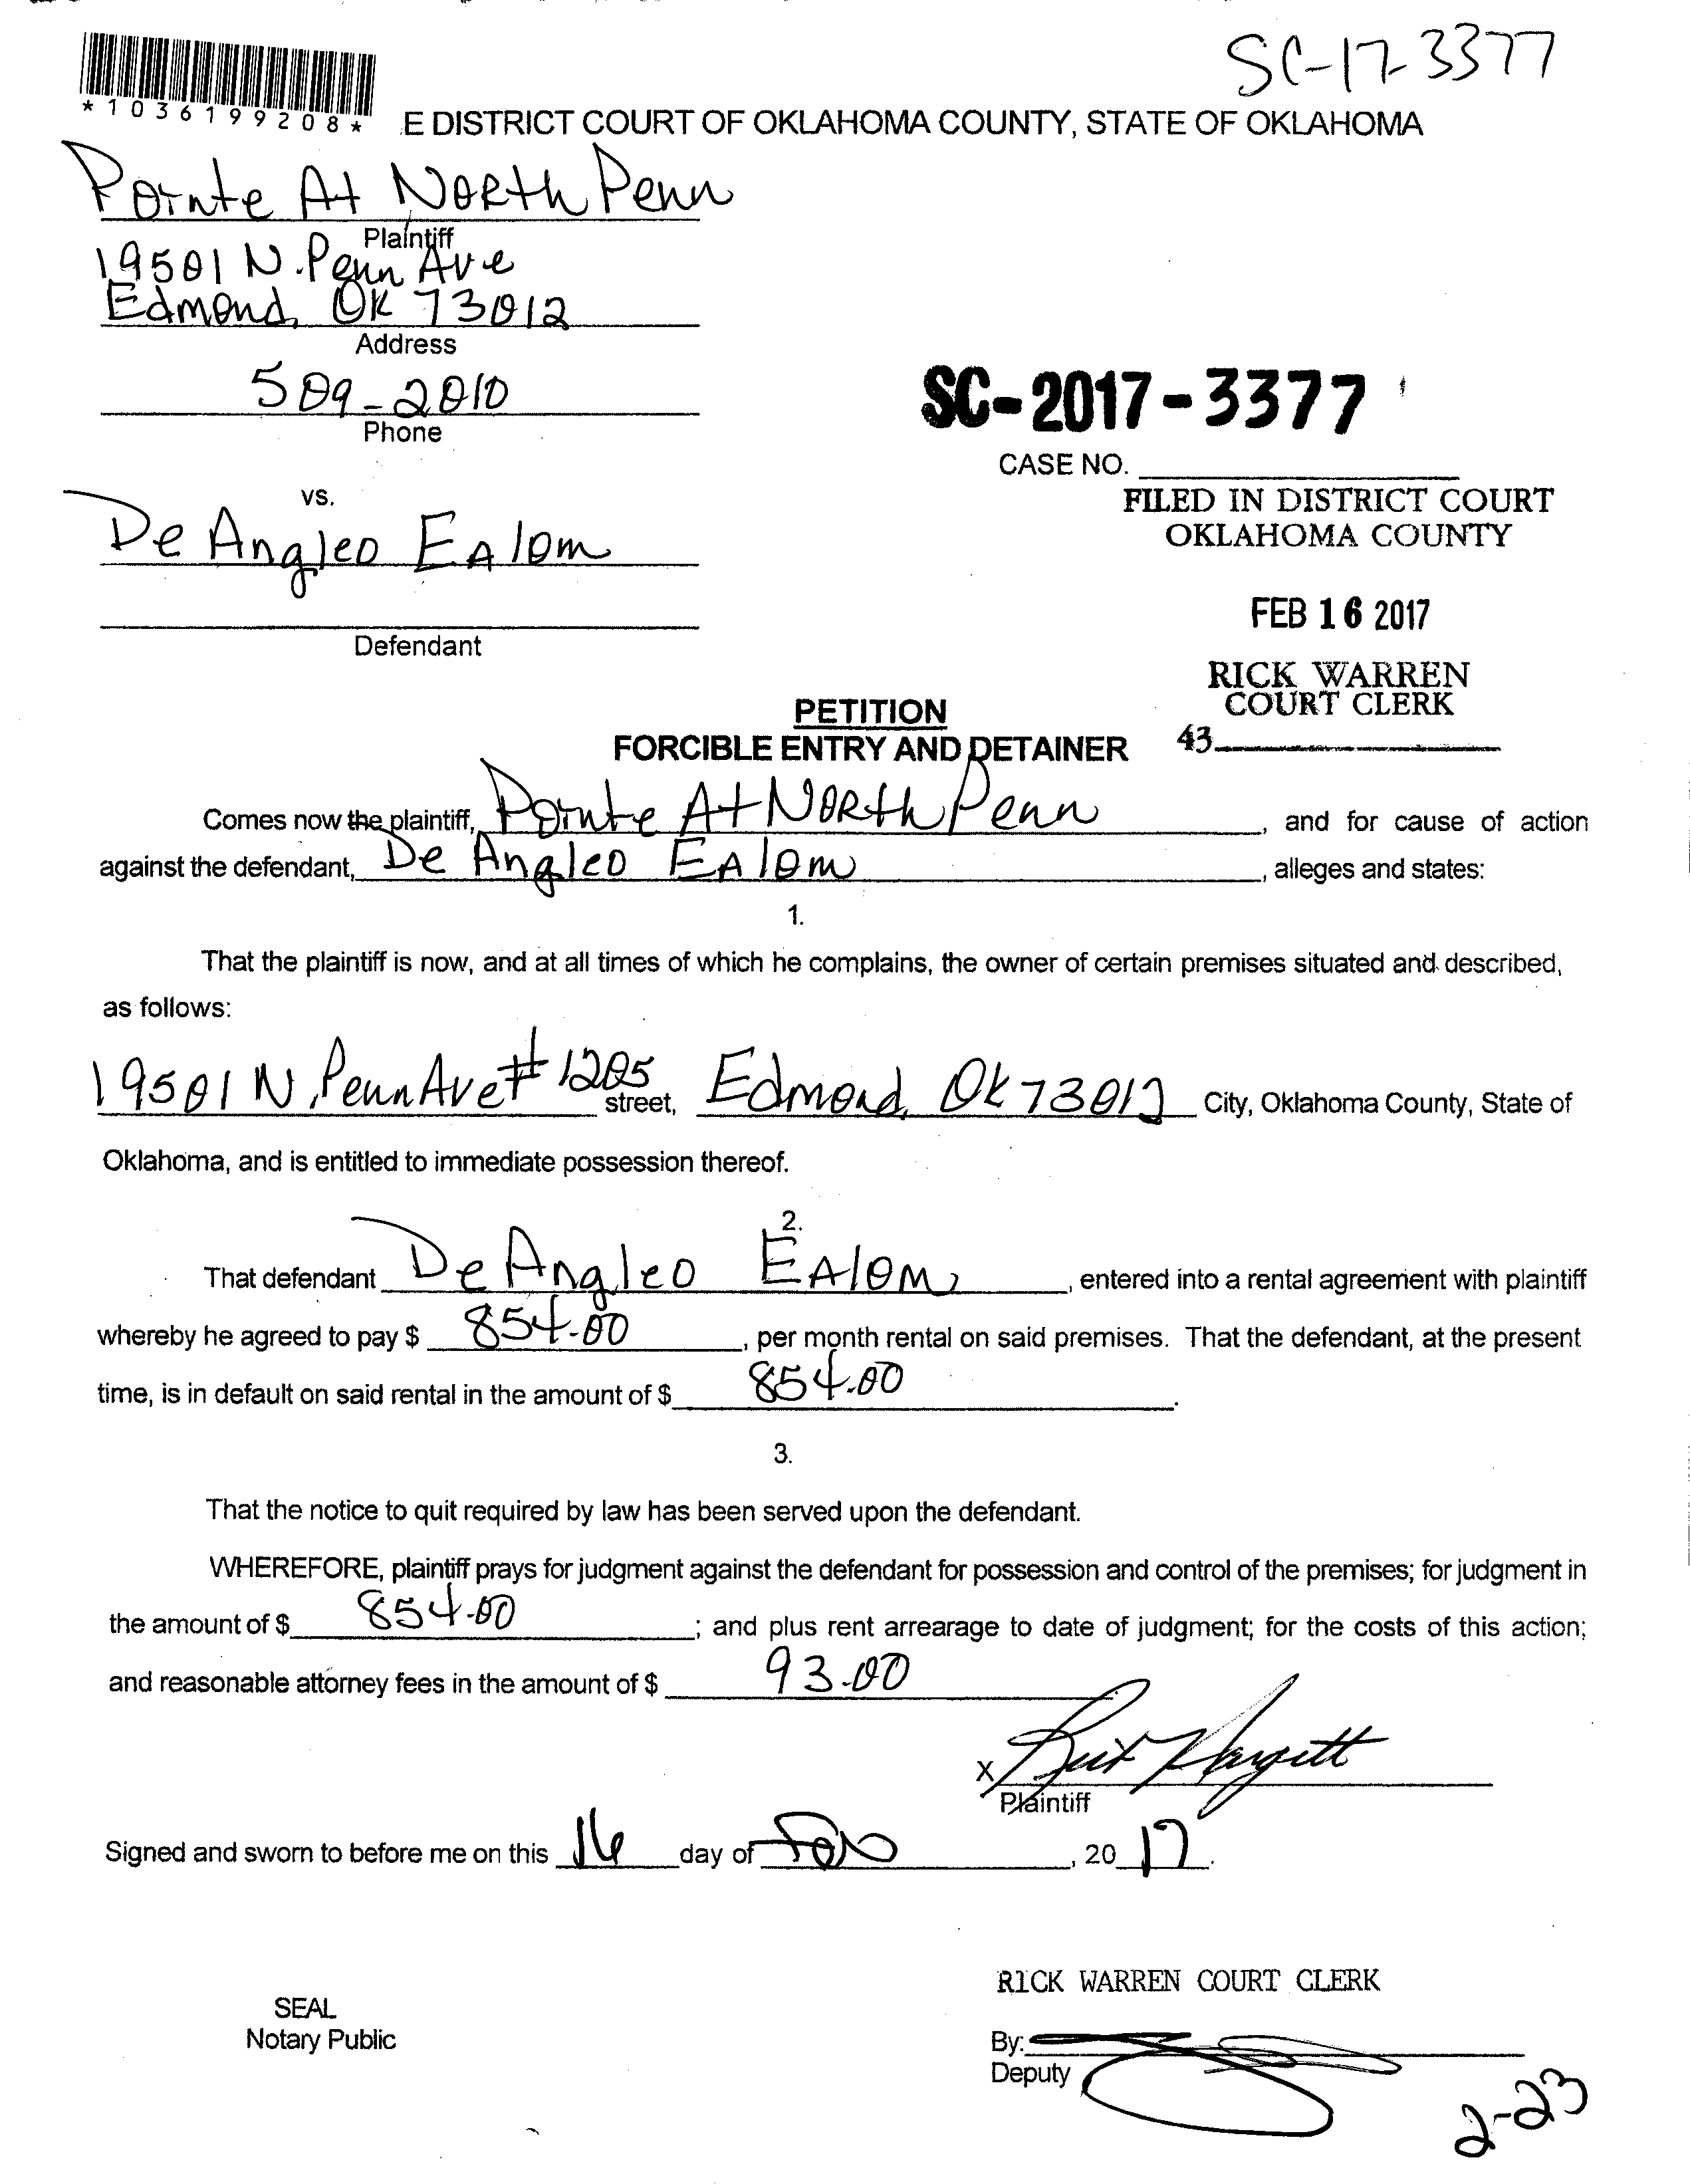 SC-17-3377
*1036199208*
E DISTRICT COURT OF OKLAHOMA COUNTY, STATE OF OKLAHOMA
Pointe At North Penn
Plaintiff
19501 N. Penn Ave
Edmond, OK 73012
Address
509-2010
Phone
SC-2017-3377
CASE NO.
vs.
FILED IN DISTRICT COURT
OKLAHOMA COUNTY
De Angleo Ealom
FEB 16 2017
Defendant
RICK WARREN
COURT CLERK
43
PETITION
FORCIBLE ENTRY AND DETAINER
Comes now the plaintiff, Pointe At North Penn, and for cause of action
against the defendant, De Angleo Ealom, alleges and states:
1.
That the plaintiff is now, and at all times of which he complains, the owner of certain premises situated and described,
as follows:
19501 N. Penn Ave # 1205 street, Edmond, OK 73012 City, Oklahoma County, State of
Oklahoma, and is entitled to immediate possession thereof.
2.
That defendant De Angleo Ealom, entered into a rental agreement with plaintiff
whereby he agreed to pay $ 854.00, per month rental on said premises. That the defendant, at the present
time, is in default on said rental in the amount of $ 854.00.
3.
That the notice to quit required by law has been served upon the defendant.
WHEREFORE, plaintiff prays for judgment against the defendant for possession and control of the premises; for judgment in
the amount of $ 854.00; and plus rent arrearage to date of judgment; for the costs of this action;
and reasonable attorney fees in the amount of $ 93.00
X Hargett
Plaintiff
Signed and sworn to before me on this 16 day of Feb, 2017.
RICK WARREN COURT CLERK
SEAL
Notary Public
By:
Deputy
2-23